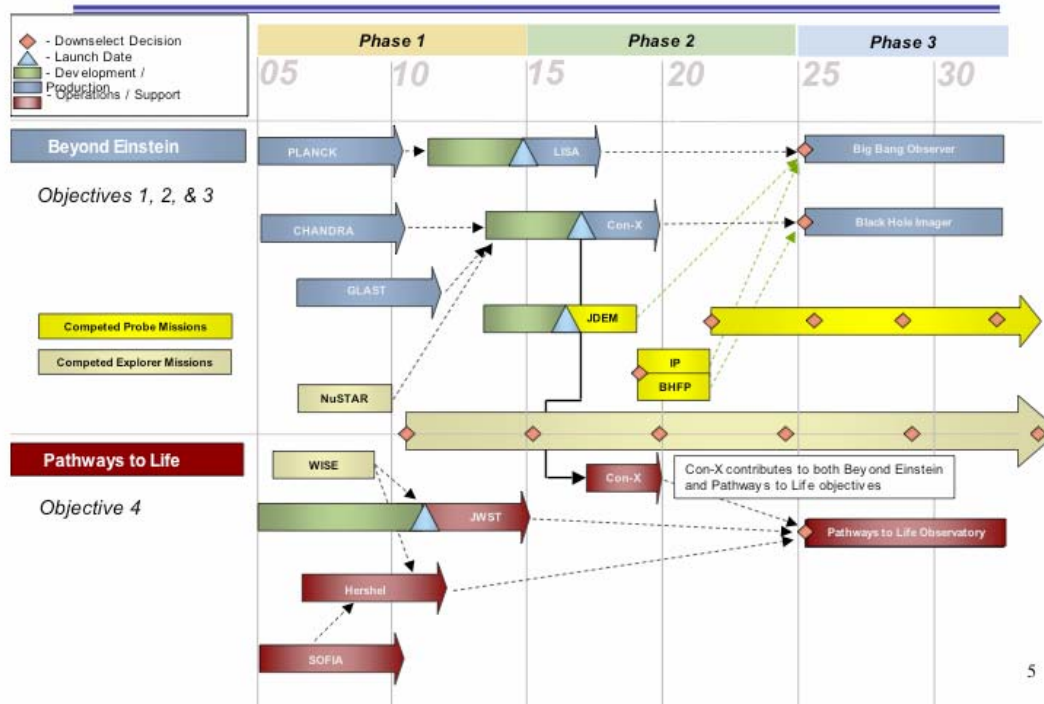 - Downselect Decision
- Launch Date
- Development /
Production
- Operations / Support
Phase 1
Phase 2
Phase 3
05
10
15
20
25
30
Beyond Einstein
Objectives 1, 2, & 3
PLANCK
LISA
Big Bang Observer
CHANDRA
Con-X
Black Hole Imager
GLAST
JDEM
Competed Probe Missions
Competed Explorer Missions
IP
BHFP
NuSTAR
Pathways to Life
Objective 4
WISE
Con-X
Con-X contributes to both Beyond Einstein
and Pathways to Life objectives
JWST
Pathways to Life Observatory
Hershel
SOFIA
5